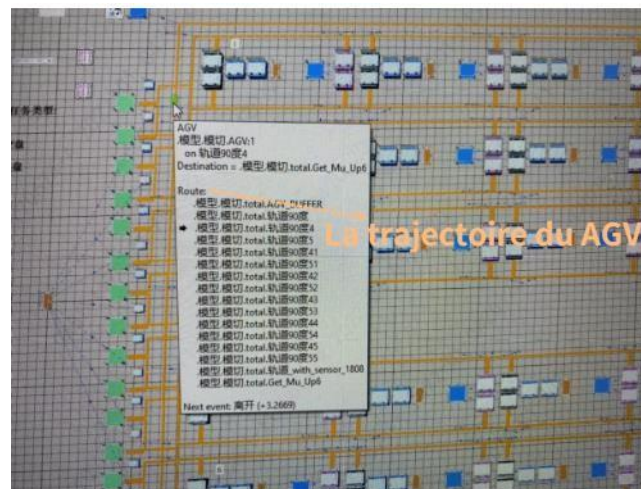 任务类型:
AGV
.模型.模切.AGV:1
on 轨道90度4
Destination = .模型.模切.total.Get_Mu_Up6
Route:
.模型.模切.total.AGV_BUFFER
.模型.模切.total.轨道90度
.模型.模切.total.轨道90度4
.模型.模切.total.轨道90度5
.模型.模切.total.轨道90度41
.模型.模切.total.轨道90度51
.模型.模切.total.轨道90度42
.模型.模切.total.轨道90度52
.模型.模切.total.轨道90度43
.模型.模切.total.轨道90度53
.模型.模切.total.轨道90度44
.模型.模切.total.轨道90度54
.模型.模切.total.轨道90度45
.模型.模切.total.轨道90度55
.模型.模切.total.轨道_with_sensor_1800
.模型.模切.total.Get_Mu_Up6
Next event: 离开 (+3.2669)
La trajectoire du AGV